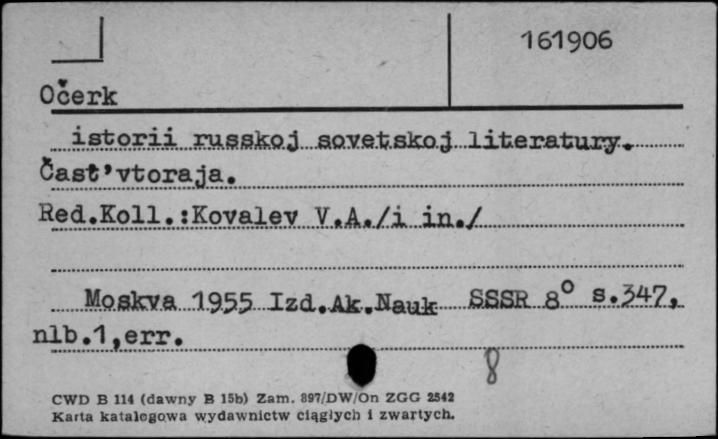 161906
Očerk
istorii russkoj sovetskoj literatury.
Čast'vtoraja.
Red.Koll.:Kovalev V.A./i in./
Moskva 1955 Izd.Ak.Nauk SSSR 8° s.347,
nlb.1,err.
8
CWD B 114 (dawny B 15b) Zam. 897/DW/On ZGG 2542
Karta katalogowa wydawnictw ciągłych i zwartych.